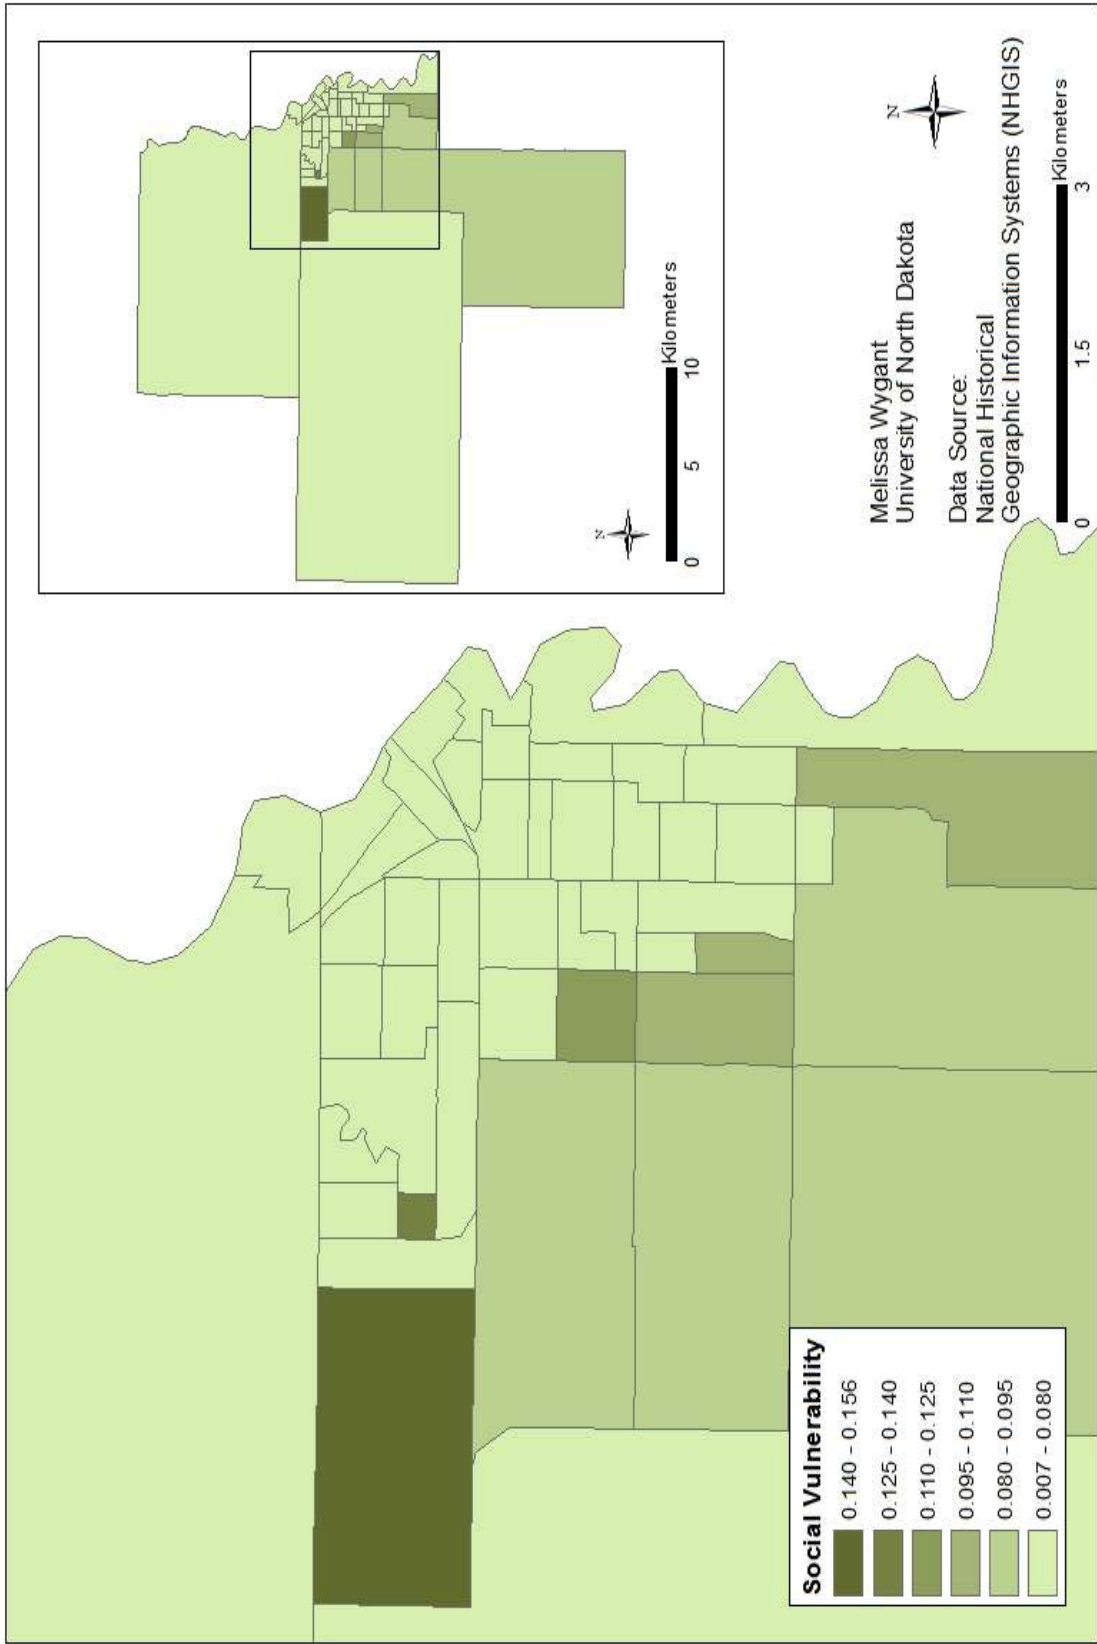 N
0 5 10
Kilometers
Melissa Wygant
University of North Dakota
Data Source:
National Historical
Geographic Information Systems (NHGIS)
N
0 1.5 3
Kilometers
Social Vulnerability
0.140 - 0.156
0.125 - 0.140
0.110 - 0.125
0.095 - 0.110
0.080 - 0.095
0.007 - 0.080